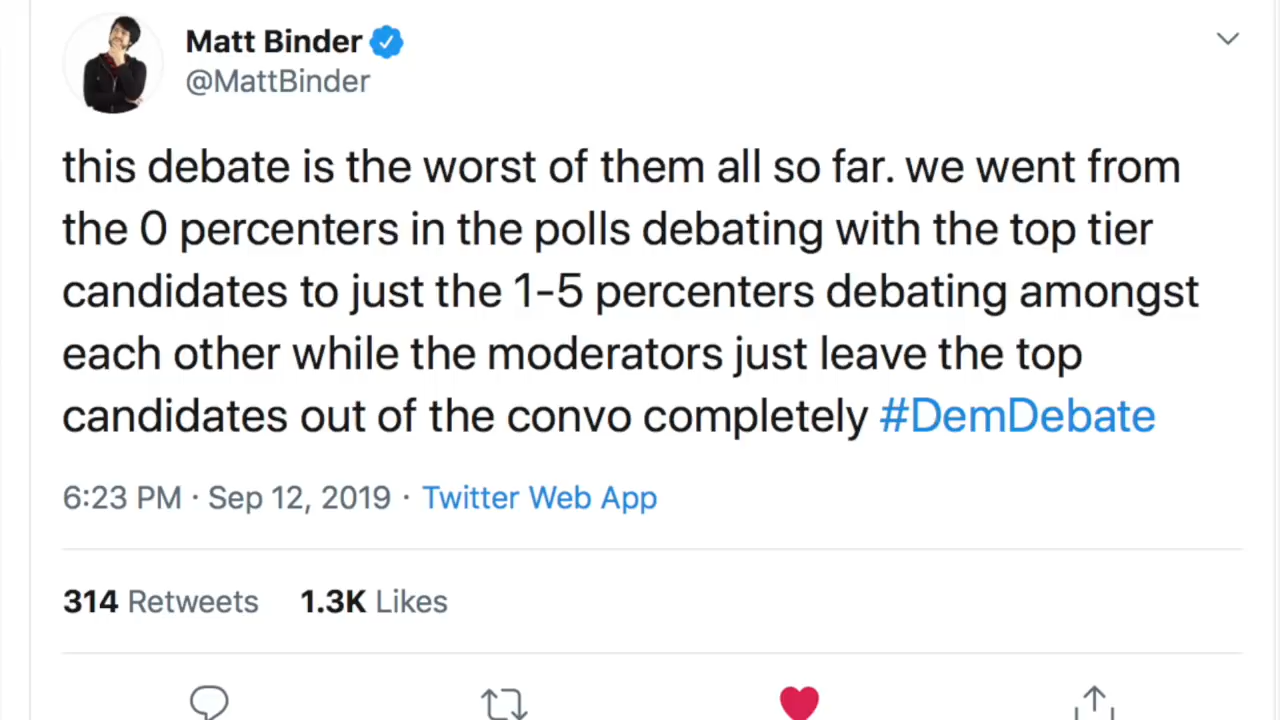 Matt Binder
@MattBinder
this debate is the worst of them all so far. we went from
the 0 percenters in the polls debating with the top tier
candidates to just the 1-5 percenters debating amongst
each other while the moderators just leave the top
candidates out of the convo completely #DemDebate
6:23 PM · Sep 12, 2019 · Twitter Web App
314 Retweets 1.3K Likes